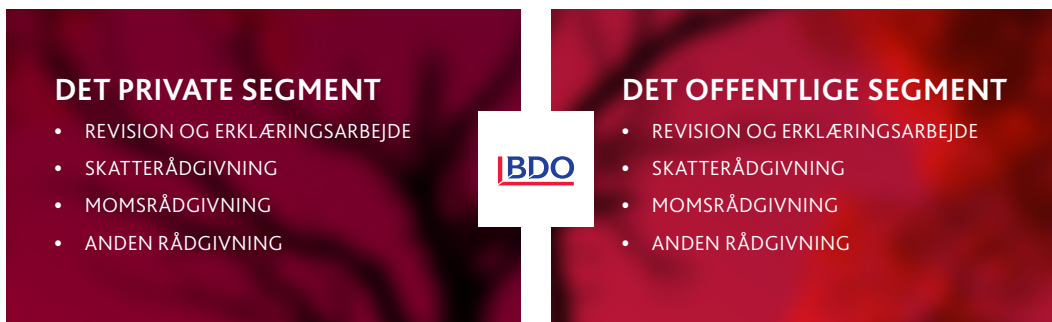 DET PRIVATE SEGMENT
• REVISION OG ERKLÆRINGSARBEJDE
• SKATTERÅDGIVNING
• MOMSRÅDGIVNING
• ANDEN RÅDGIVNING
BDO
DET OFFENTLIGE SEGMENT
• REVISION OG ERKLÆRINGSARBEJDE
• SKATTERÅDGIVNING
• MOMSRÅDGIVNING
• ANDEN RÅDGIVNING